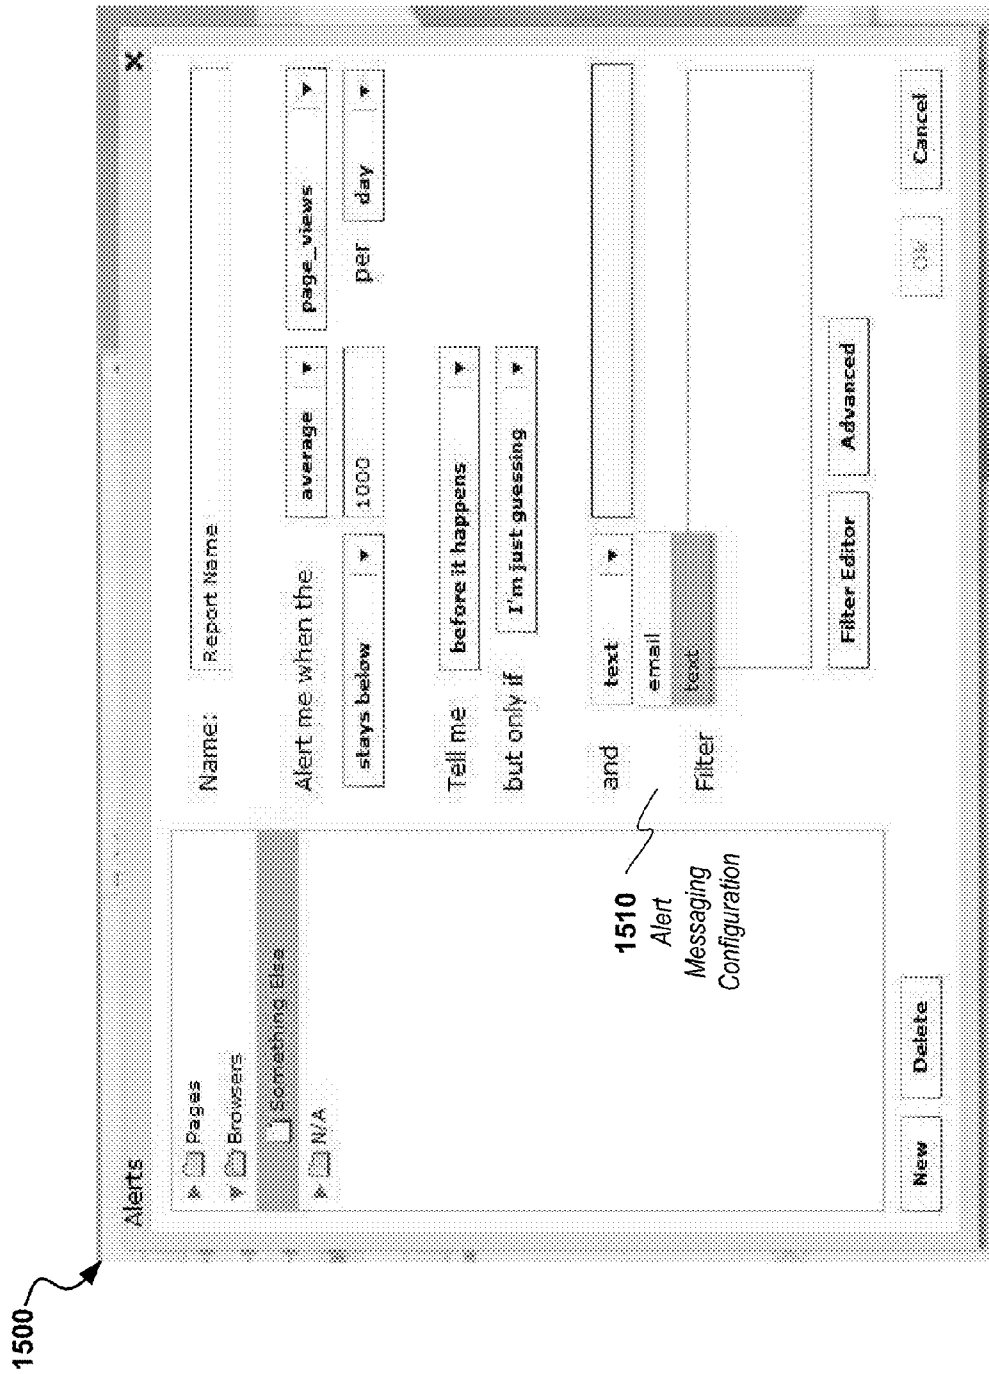 1500
Alerts
Pages
Browsers
Something Else
N/A
New
Delete
1510
Alert
Messaging
Configuration
Name:
Report Name
Alert me when the
average
page_views
stays below
1000
per
day
Tell me
before it happens
but only if
I'm just guessing
and
text
email
text
Filter
Filter Editor
Advanced
Ok
Cancel